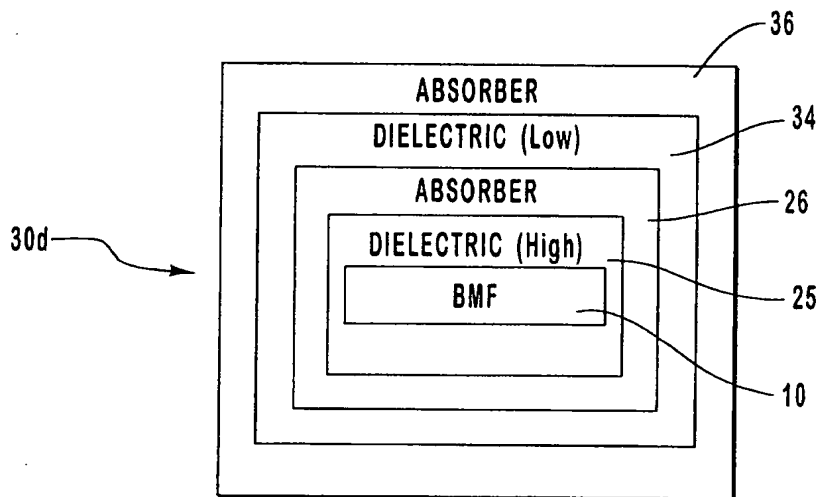 36
ABSORBER
34
DIELECTRIC (Low)
ABSORBER
26
30d
DIELECTRIC (High)
25
BMF
10